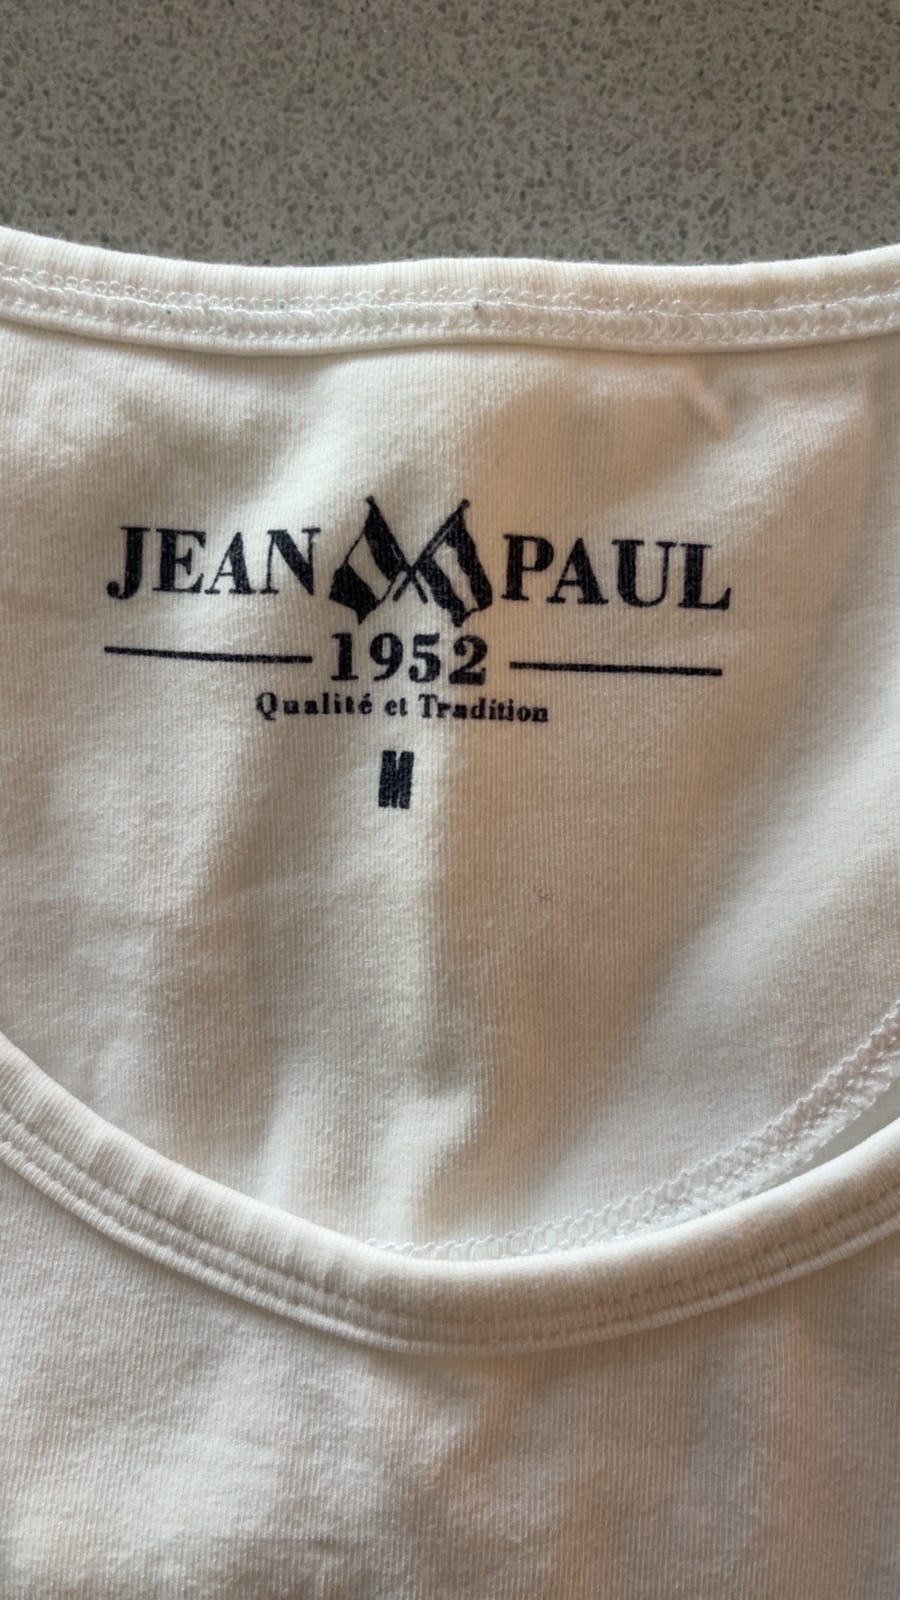 JEAN PAUL
1952
Qualité et Tradition
M